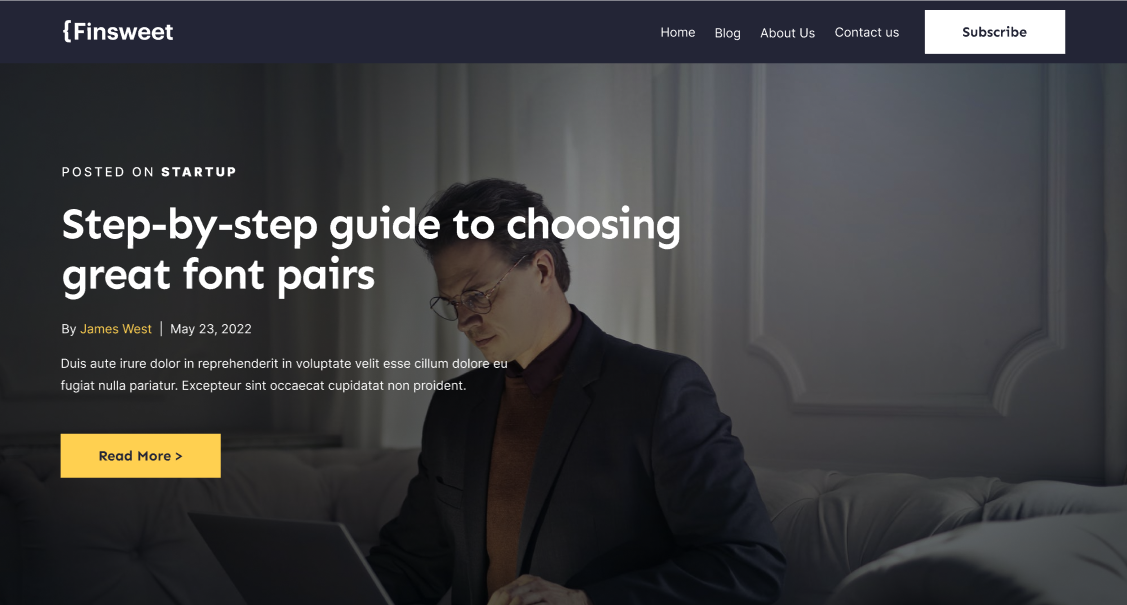 {Finsweet
Home Blog About Us Contact us Subscribe
POSTED ON STARTUP
Step-by-step guide to choosing
great font pairs
By James West | May 23, 2022
Duis aute irure dolor in reprehenderit in voluptate velit esse cillum dolore eu
fugiat nulla pariatur. Excepteur sint occaecat cupidatat non proident.
Read More >